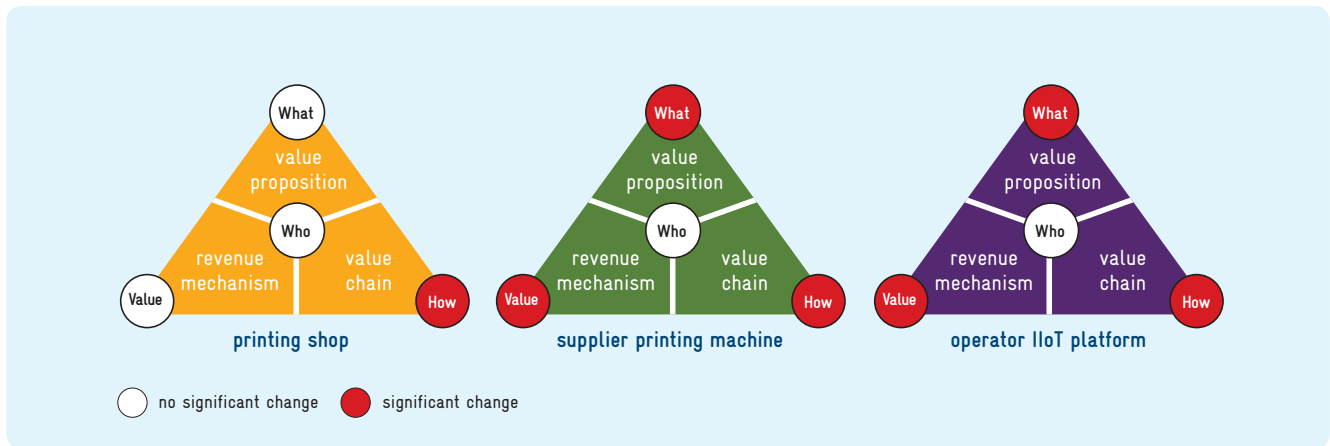 What
value
proposition
Who
revenue
mechanism
value
chain
Value
How
printing shop
What
value
proposition
Who
revenue
mechanism
value
chain
Value
How
supplier printing machine
What
value
proposition
Who
revenue
mechanism
value
chain
Value
How
operator IIoT platform
no significant change
significant change